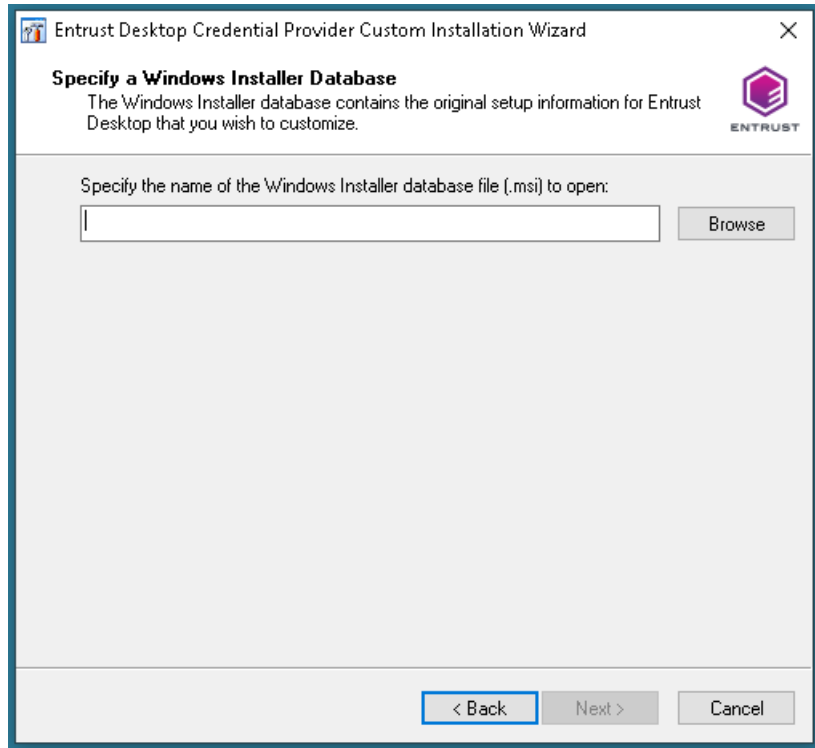 Entrust Desktop Credential Provider Custom Installation Wizard
Specify a Windows Installer Database
The Windows Installer database contains the original setup information for Entrust
Desktop that you wish to customize.
ENTRUST
Specify the name of the Windows Installer database file (.msi) to open:
Browse
< Back
Next >
Cancel